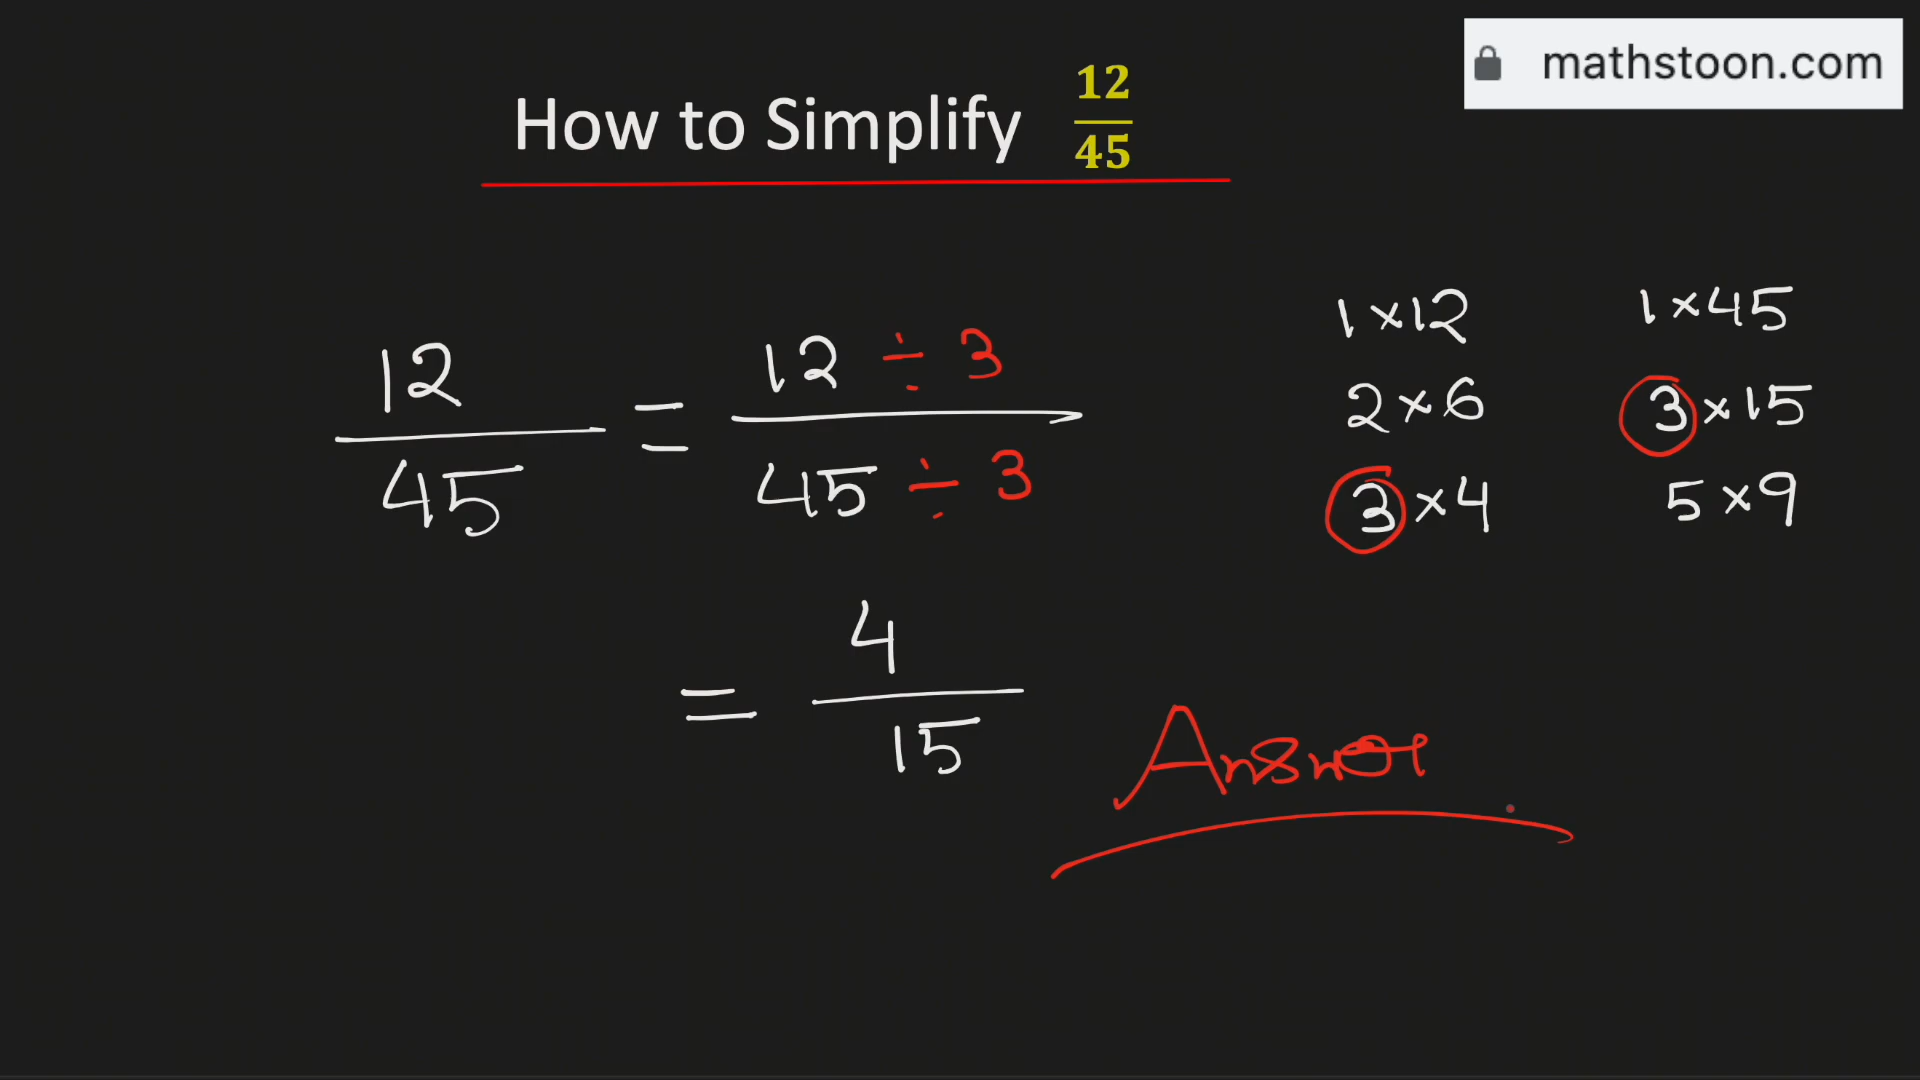 mathstoon.com
How to Simplify 12/45
12/45 = 12 ÷ 3/45 ÷ 3
= 4/15
Answer
1×12
2×6
3×4
1×45
3×15
5×9